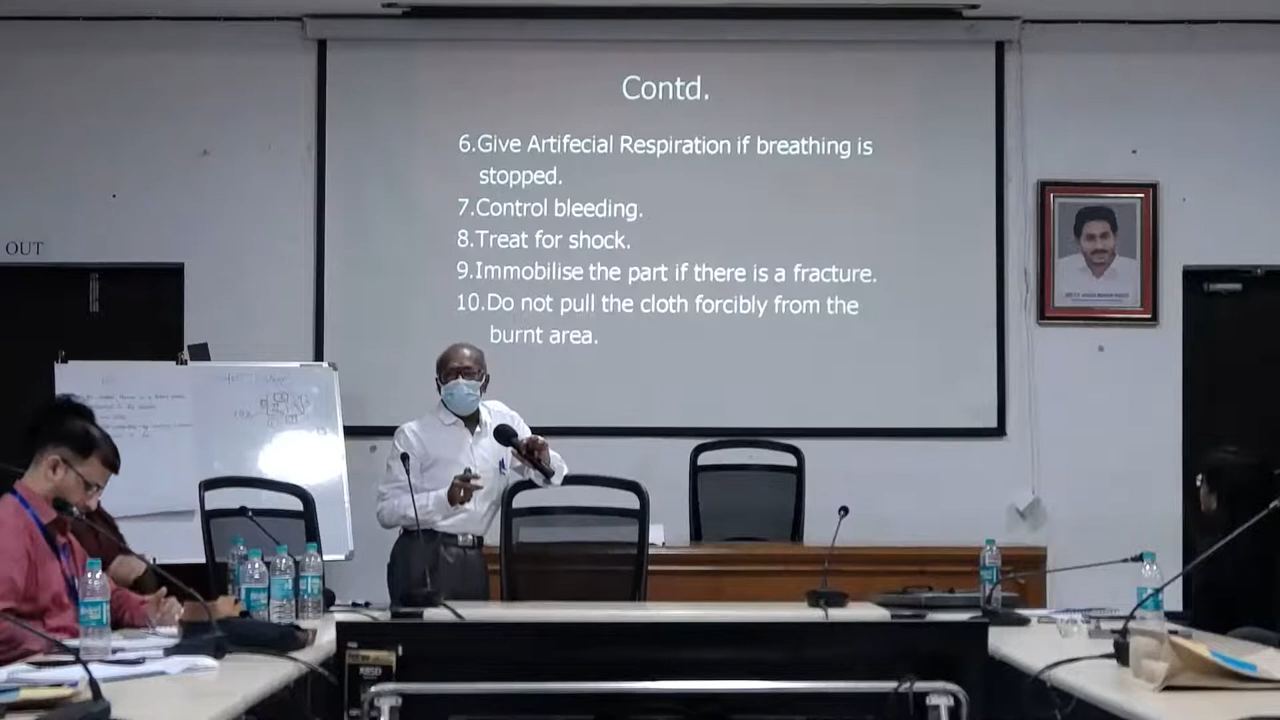 Contd.
6.Give Artifecial Respiration if breathing is
stopped.
7.Control bleeding.
8.Treat for shock.
9.Immobilise the part if there is a fracture.
10.Do not pull the cloth forcibly from the
burnt area.
OUT